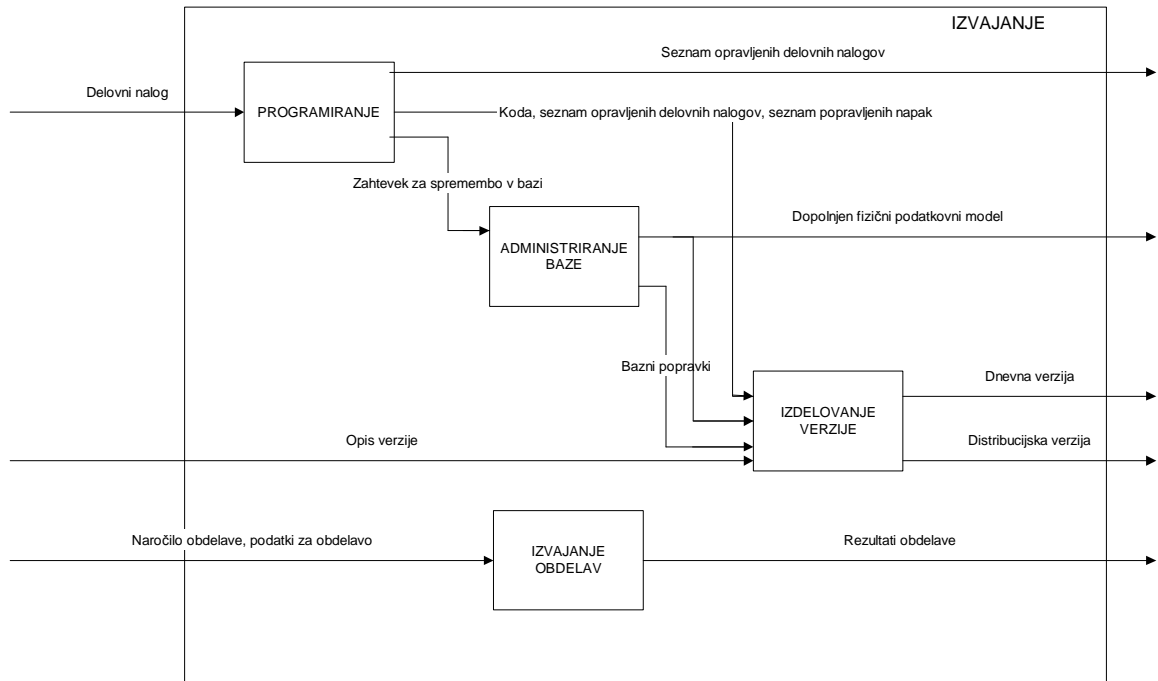 IZVAJANJE
Seznam opravljenih delovnih nalogov
Delovni nalog
PROGRAMIRANJE
Koda, seznam opravljenih delovnih nalogov, seznam popravljenih napak
Zahtevek za spremembo v bazi
Dopolnjen fizični podatkovni model
ADMINISTRIRANJE
BAZE
Bazni popravki
Dnevna verzija
IZDELOVANJE
VERZIJE
Opis verzije
Distribucijska verzija
Naročilo obdelave, podatki za obdelavo
IZVAJANJE
OBDELAV
Rezultati obdelave